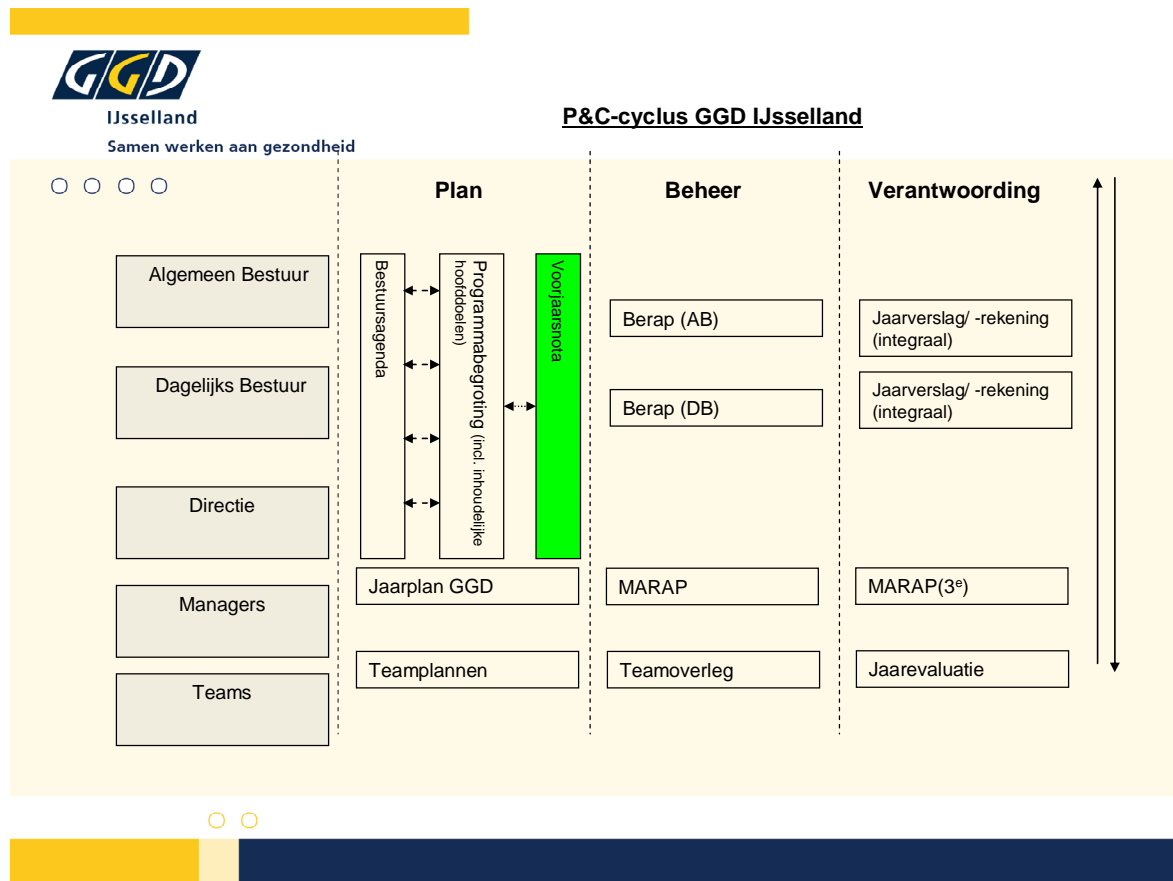 GGD
IJsselland
Samen werken aan gezondheid
P&C-cyclus GGD IJsselland
Plan
Beheer
Verantwoording
Algemeen Bestuur
Dagelijks Bestuur
Directie
Managers
Teams
Bestuursagenda
Programmabegroting (incl. inhoudelijke
hoofddoelen)
Voorjaarsnota
Jaarplan GGD
Teamplannen
Berap (AB)
Berap (DB)
MARAP
Teamoverleg
Jaarverslag/ -rekening
(integraal)
Jaarverslag/ -rekening
(integraal)
MARAP(3e)
Jaarevaluatie